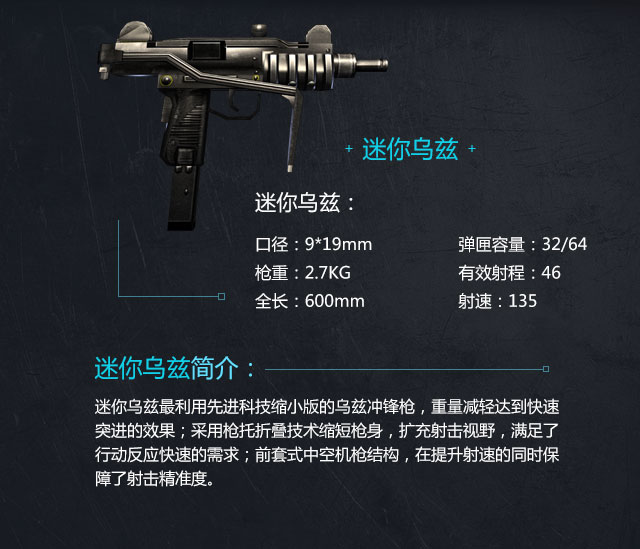 + 迷你乌兹 +
迷你乌兹：
口径：9*19mm 弹匣容量：32/64
枪重：2.7KG 有效射程：46
全长：600mm 射速：135
迷你乌兹简介：
迷你乌兹最利用先进科技缩小版的乌兹冲锋枪，重量减轻达到快速
突进的效果；采用枪托折叠技术缩短枪身，扩充射击视野，满足了
行动反应快速的需求；前套式中空机枪结构，在提升射速的同时保
障了射击精准度。